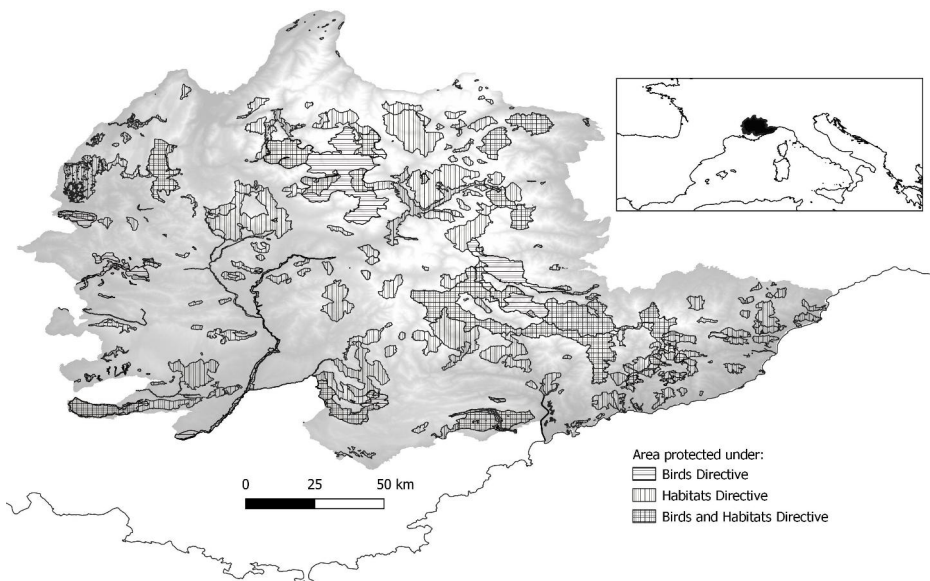 Area protected under:
Birds Directive
Habitats Directive
Birds and Habitats Directive
0 25 50 km